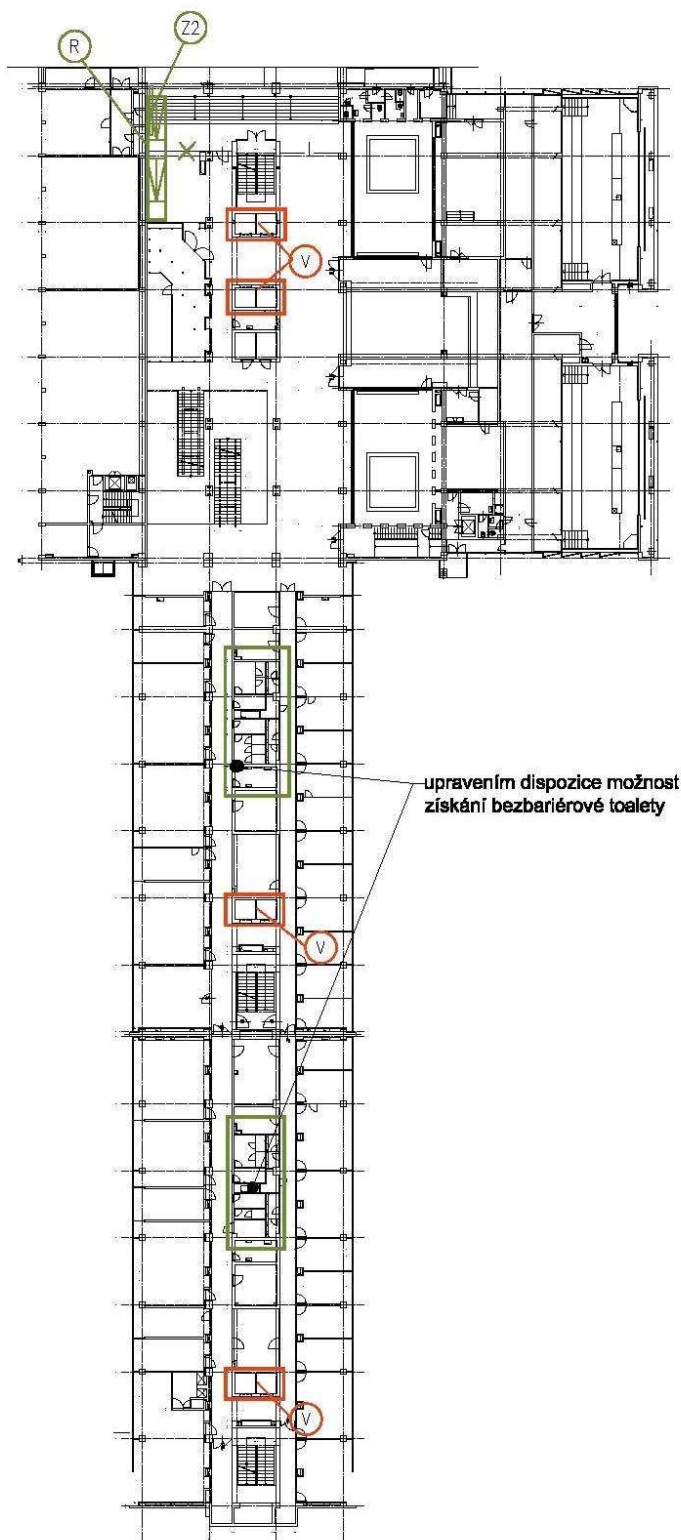 Z2
R
V
upravením dispozice možnost
získání bezbariérové toalety
V
V